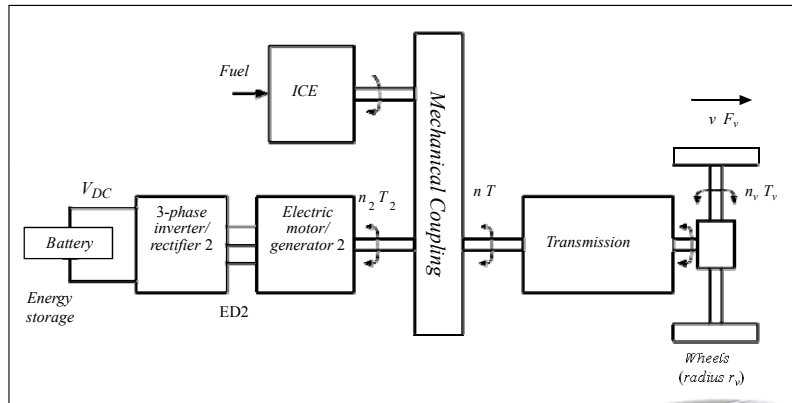 Fuel
ICE
Mechanical Coupling
v F_v
V_DC
n_2 T_2
n T
n_v T_v
3-phase
inverter/
rectifier 2
Electric
motor/
generator 2
Transmission
Battery
Energy
storage
ED2
Wheels
(radius r_v)